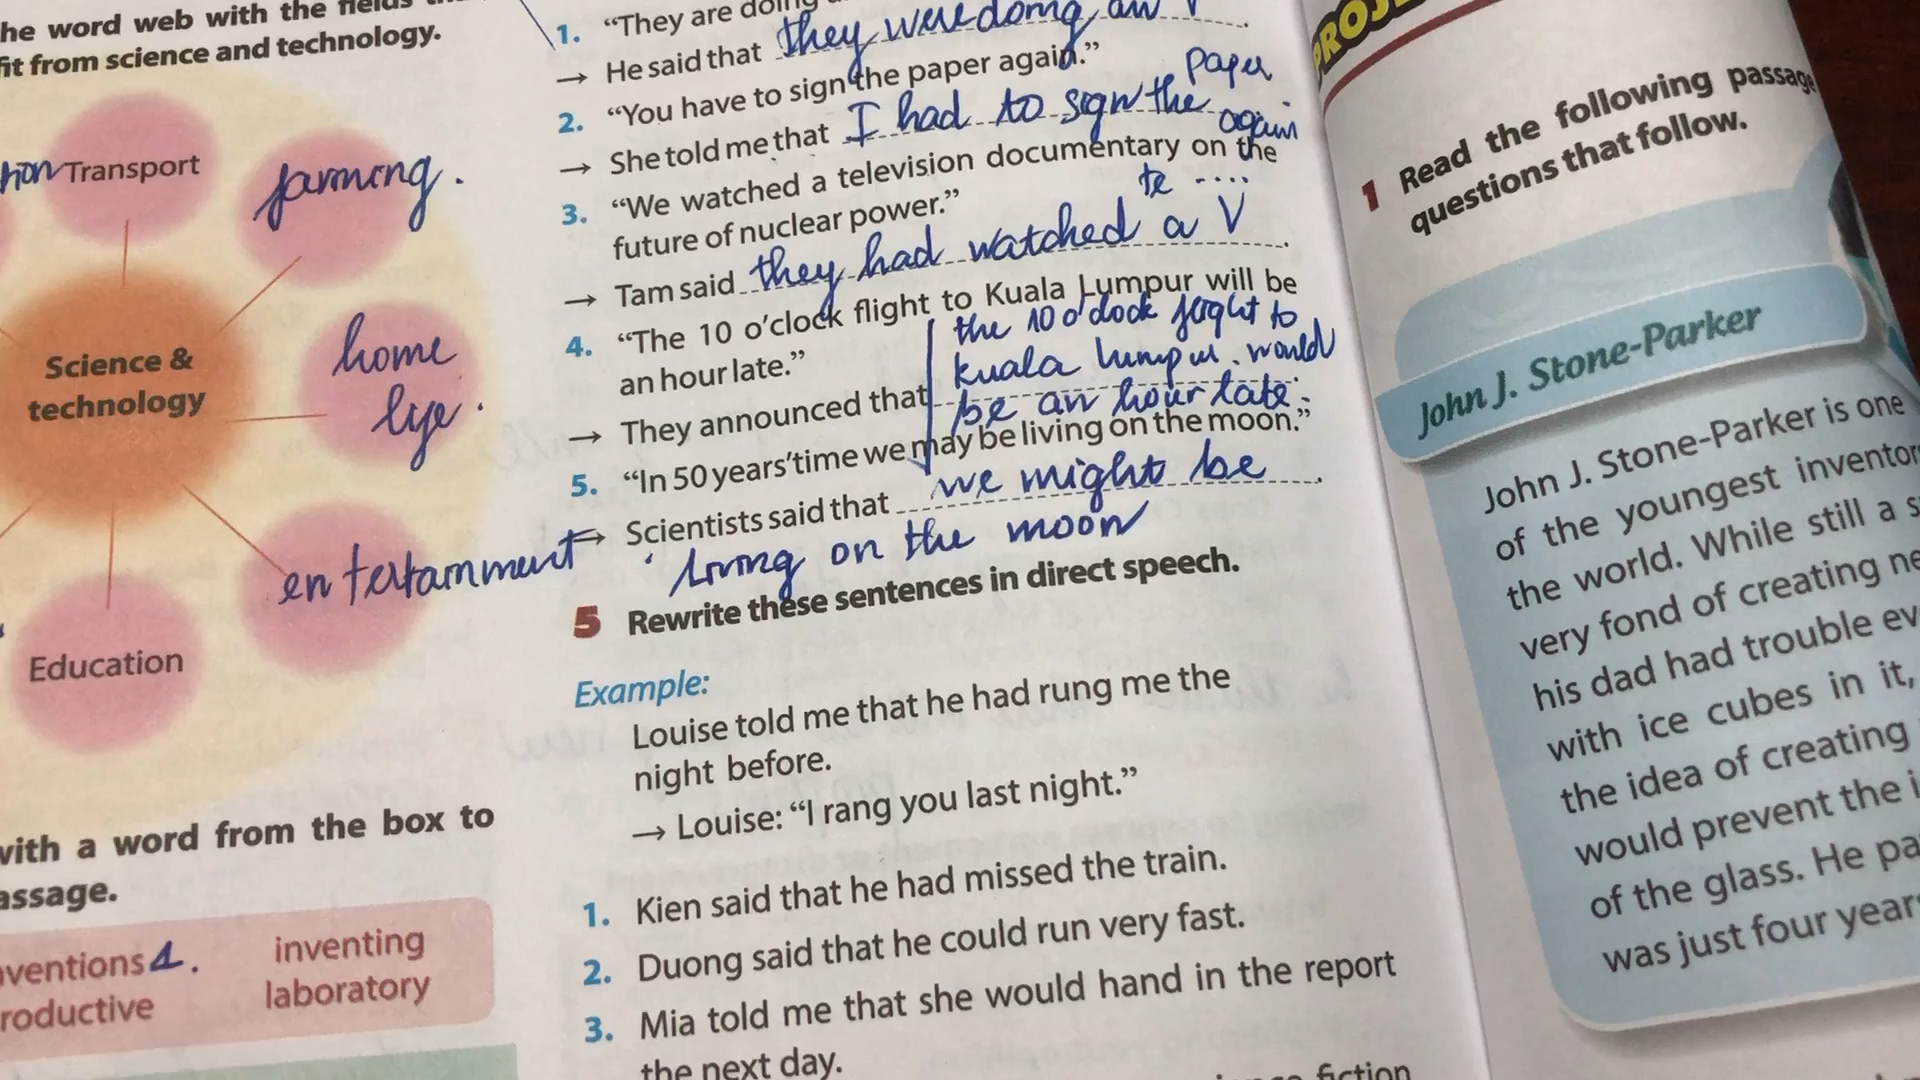 he word web with the fields
fit from science and technology.
Transport
farming.
Science &
technology
home
life.
entertainment
Education
with a word from the box to
assage.
ventions 1.
inventing
roductive
laboratory
1. "They are doing
→ He said that they were doing an
2. "You have to sign the paper again."
→ She told me that I had to sign the paper again
3. "We watched a television documentary on the
future of nuclear power."
te ....
→ Tam said they had watched a V
4. "The 10 o'clock flight to Kuala Lumpur will be
an hour late."
→ They announced that the 10 o'clock flight to
kuala lumpur would
be an hour late.
5. "In 50 years'time we may be living on the moon."
→ Scientists said that we might be
living on the moon
5 Rewrite these sentences in direct speech.
Example:
Louise told me that he had rung me the
night before.
→ Louise: "I rang you last night."
1. Kien said that he had missed the train.
2. Duong said that he could run very fast.
3. Mia told me that she would hand in the report
the next day.
fiction
PROJE
1 Read the following passage
questions that follow.
John J. Stone-Parker
John J. Stone-Parker is one
of the youngest inventor
the world. While still a s
very fond of creating ne
his dad had trouble ev
with ice cubes in it,
the idea of creating
would prevent the i
of the glass. He pa
was just four year